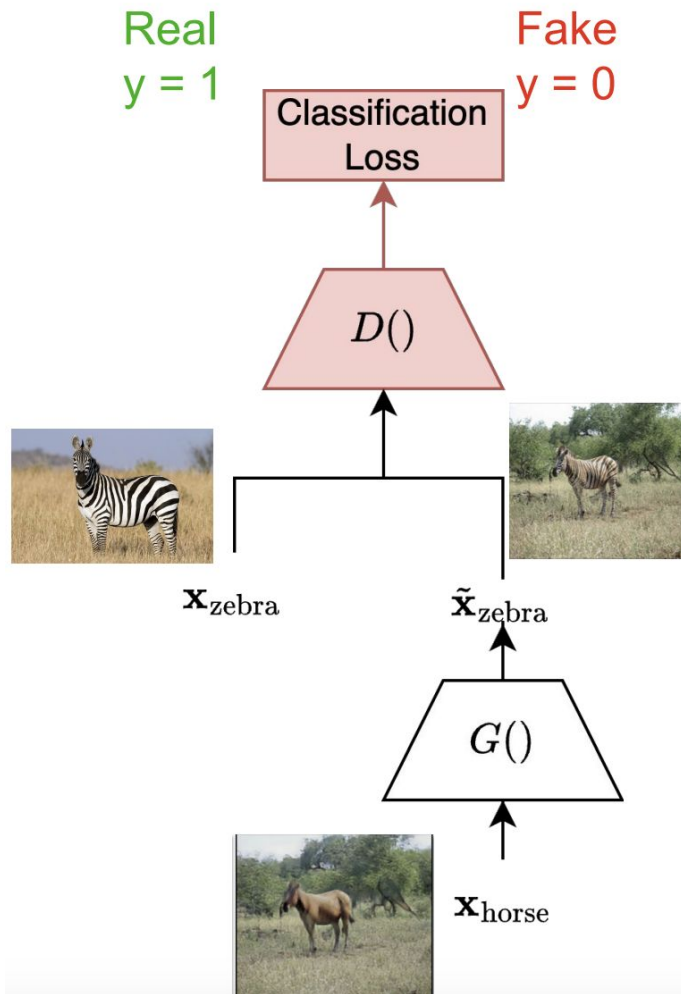 Real
y = 1
Fake
y = 0
Classification
Loss
D()
x_zebra
x̃_zebra
G()
x_horse